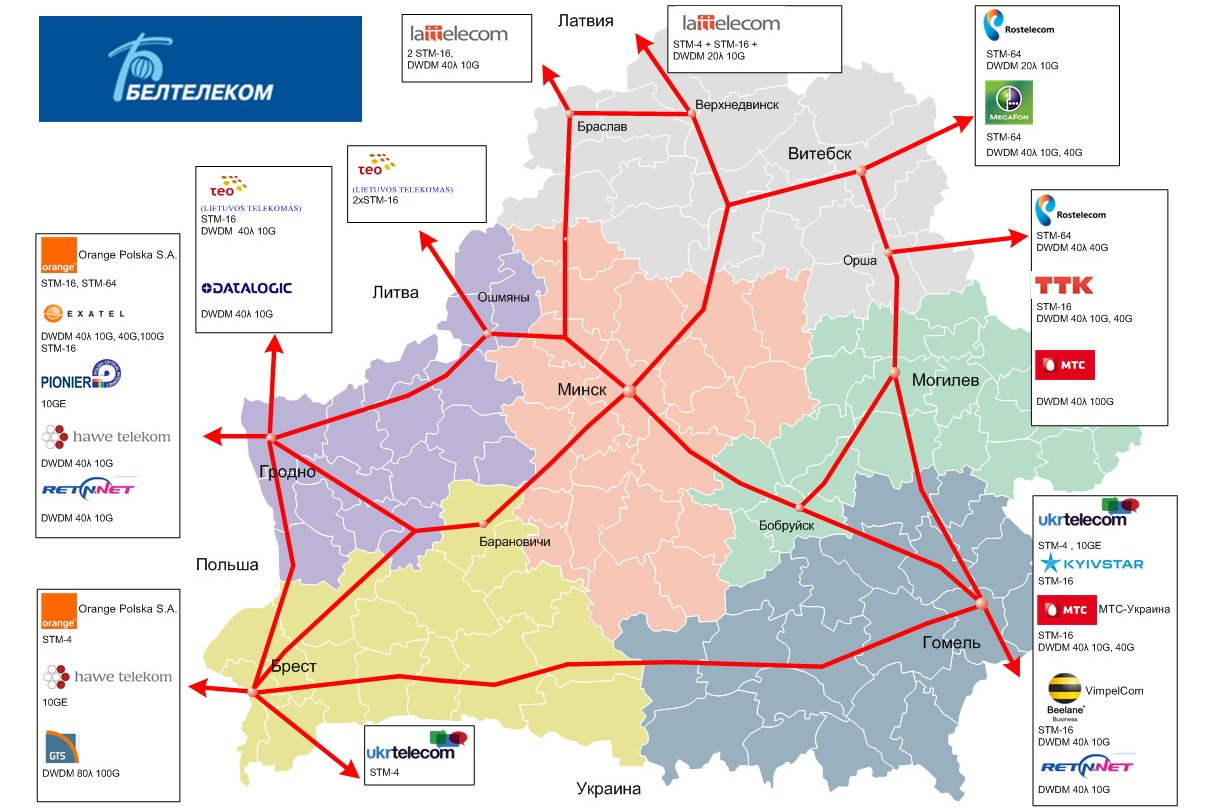 БЕЛТЕЛЕКОМ
Латвия
lattelecom
2 STM-16,
DWDM 40λ 10G
lattelecom
STM-4 + STM-16 +
DWDM 20λ 10G
Rostelecom
STM-64
DWDM 20λ 10G
MEGAFON
STM-64
DWDM 40λ 10G, 40G
Браслав
Верхнедвинск
Витебск
teo
(LIETUVOS TELEKOMAS)
STM-16
DWDM 40λ 10G
DATALOGIC
DWDM 40λ 10G
teo
(LIETUVOS TELEKOMAS)
2xSTM-16
Rostelecom
STM-64
DWDM 40λ 40G
ТТК
STM-16
DWDM 40λ 10G, 40G
МТС
DWDM 40λ 100G
orange™
Orange Polska S.A.
STM-16, STM-64
EXATEL
DWDM 40λ 10G, 40G,100G
STM-16
PIONIER
10GE
hawe telekom
DWDM 40λ 10G
RETN.NET
DWDM 40λ 10G
Литва
Ошмяны
Орша
Минск
Могилев
Гродно
Барановичи
Бобруйск
Польша
Брест
Гомель
Украина
orange™
Orange Polska S.A.
STM-4
hawe telekom
10GE
GTS
DWDM 80λ 100G
ukrtelecom
STM-4
ukrtelecom
STM-4 , 10GE
KYIVSTAR
STM-16
МТС МТС-Украина
STM-16
DWDM 40λ 10G, 40G
VimpelCom
Beelane®
Business
STM-16
DWDM 40λ 10G
RETN.NET
DWDM 40λ 10G